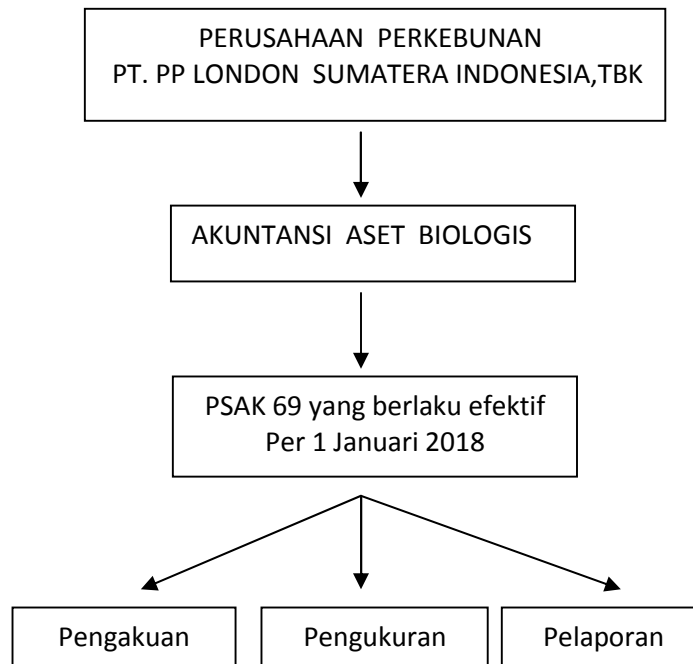 PERUSAHAAN PERKEBUNAN
PT. PP LONDON SUMATERA INDONESIA,TBK
AKUNTANSI ASET BIOLOGIS
PSAK 69 yang berlaku efektif
Per 1 Januari 2018
Pengakuan
Pengukuran
Pelaporan